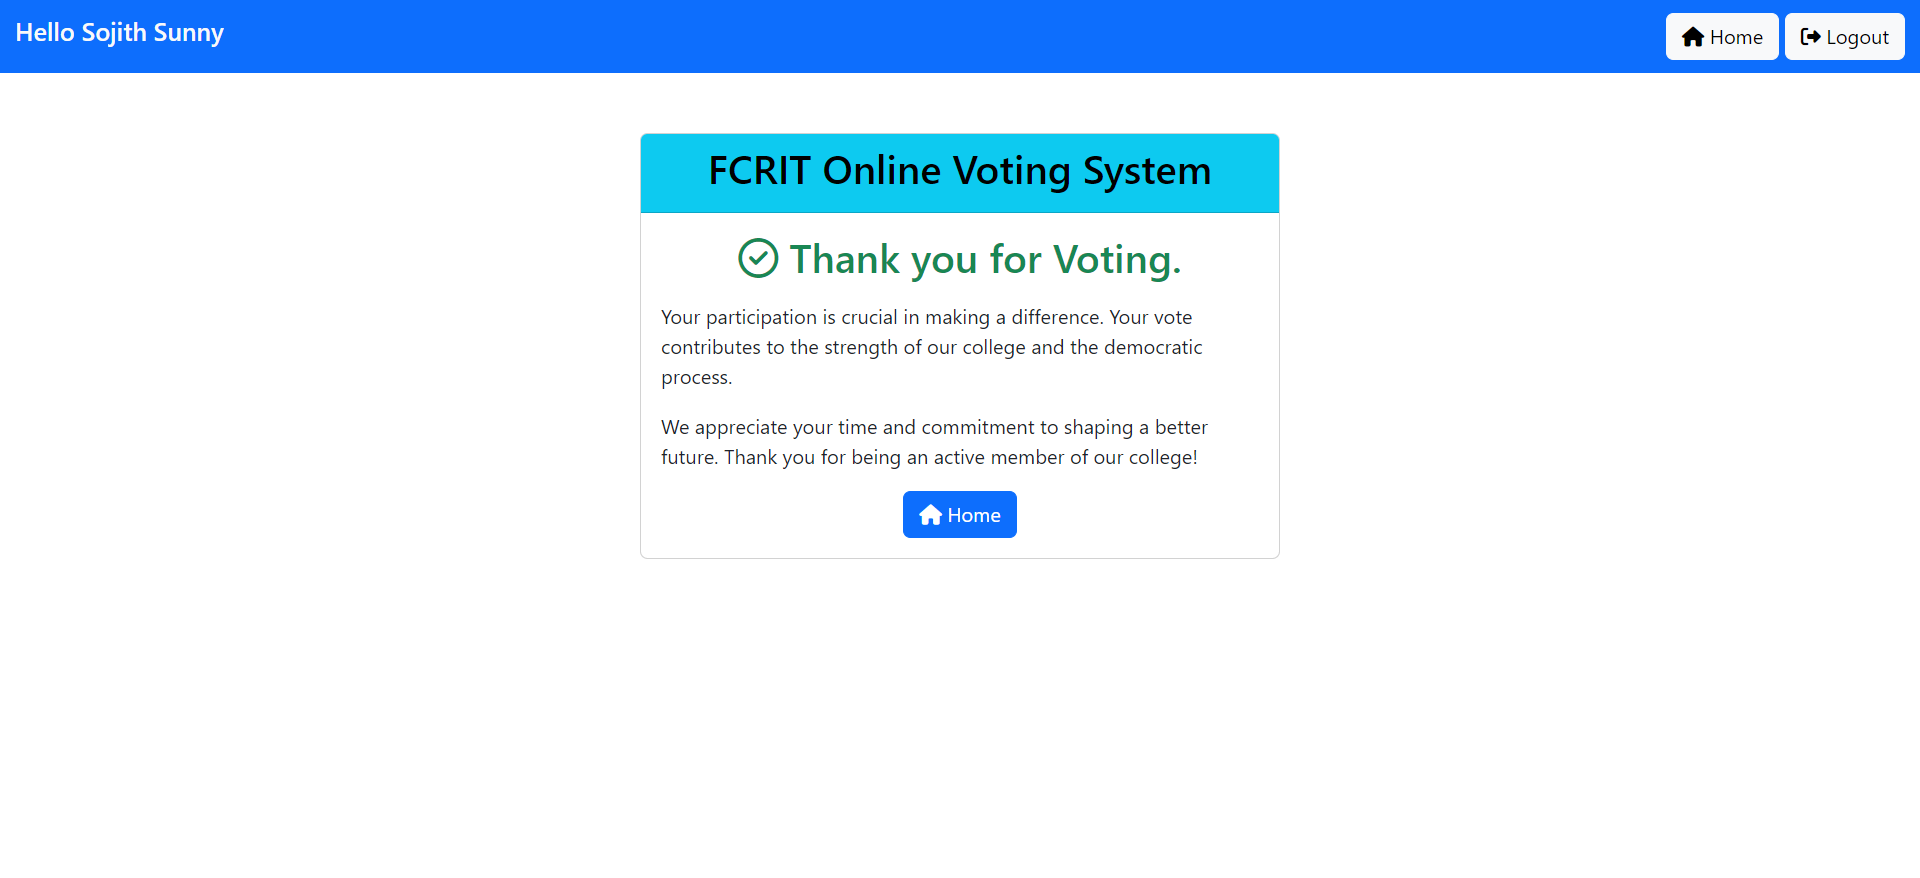 Hello Sojith Sunny
Home
Logout
FCRIT Online Voting System
Thank you for Voting.
Your participation is crucial in making a difference. Your vote
contributes to the strength of our college and the democratic
process.
We appreciate your time and commitment to shaping a better
future. Thank you for being an active member of our college!
Home